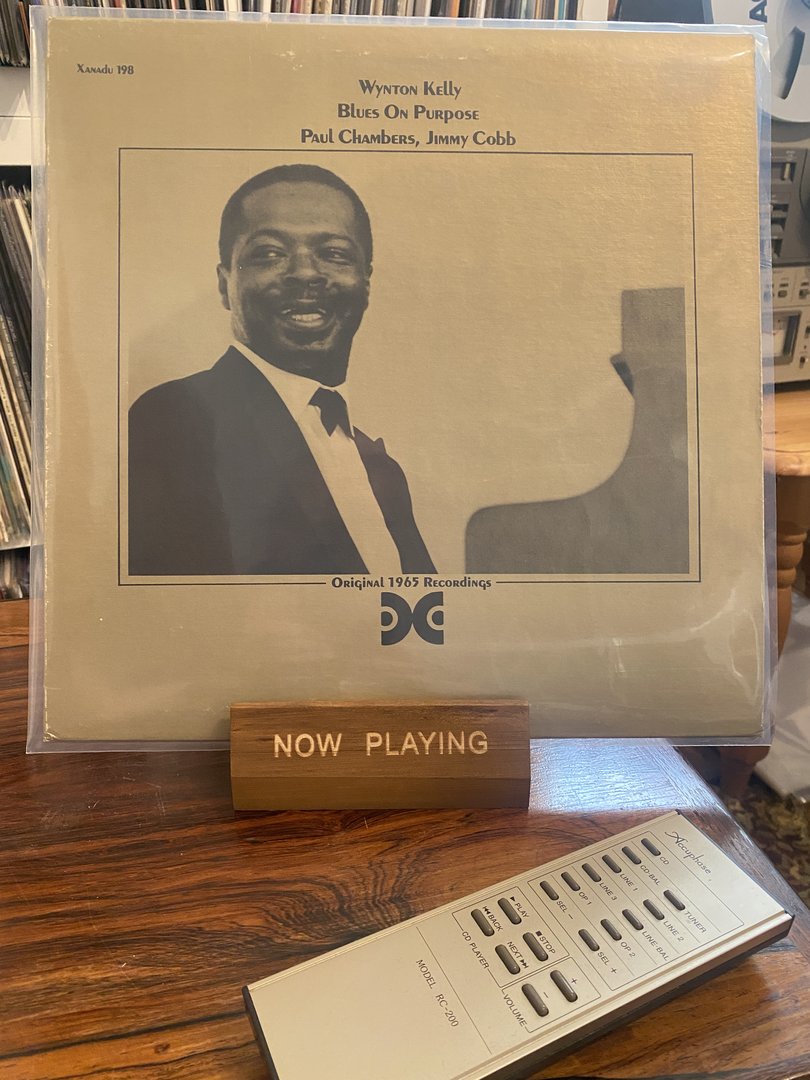 Xanadu 198
Wynton Kelly
Blues On Purpose
Paul Chambers, Jimmy Cobb
Original 1965 Recordings
NOW PLAYING
Accuphase
CD
CD-BAL
LINE 1
LINE 3
OP 1
SEL -
TUNER
LINE 2
LINE-BAL
OP 2
SEL +
PLAY
BACK
STOP
NEXT
CD PLAYER
+
-
VOLUME
MODEL RC-200